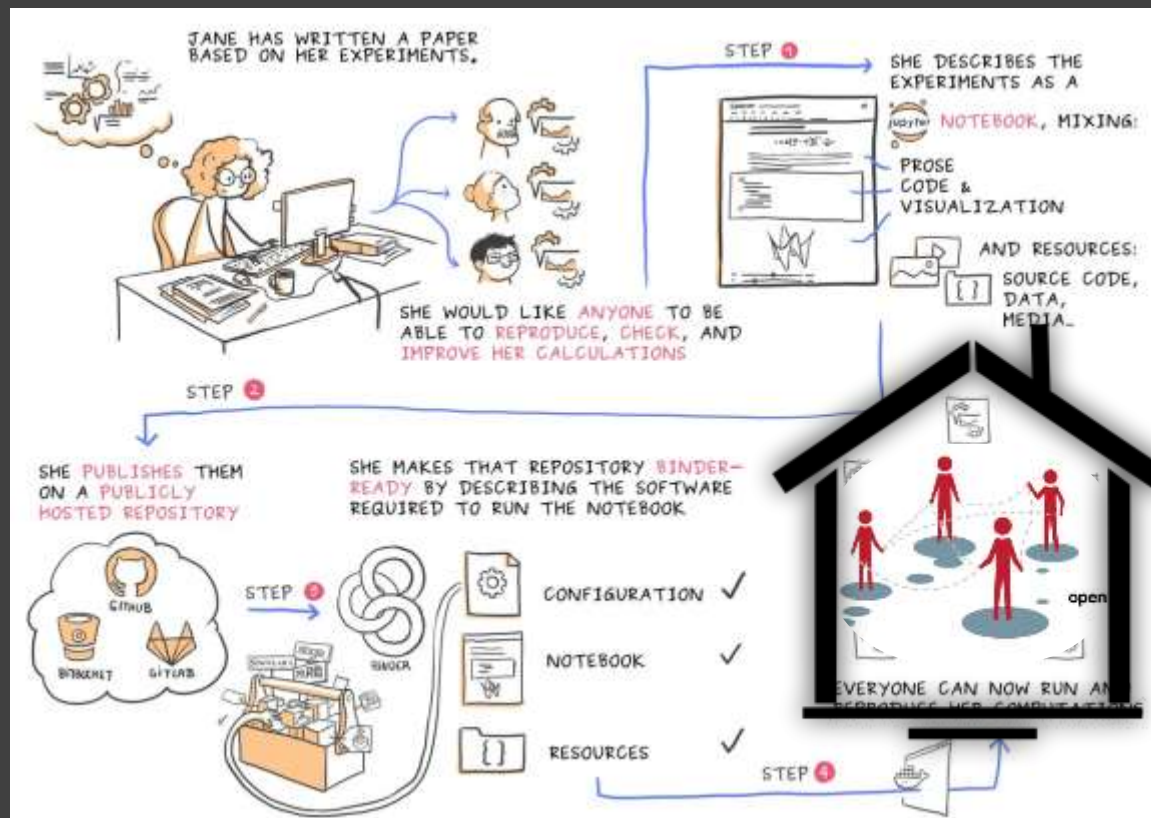 JANE HAS WRITTEN A PAPER
BASED ON HER EXPERIMENTS.
SHE WOULD LIKE ANYONE TO BE
ABLE TO REPRODUCE, CHECK, AND
IMPROVE HER CALCULATIONS
STEP 1
SHE DESCRIBES THE
EXPERIMENTS AS A
jupyter NOTEBOOK, MIXING:
PROSE
CODE &
VISUALIZATION
AND RESOURCES:
SOURCE CODE,
DATA,
MEDIA...
STEP 2
SHE PUBLISHES THEM
ON A PUBLICLY
HOSTED REPOSITORY
GITHUB
BITBUCKET
GITLAB
STEP 3
SHE MAKES THAT REPOSITORY BINDER-
READY BY DESCRIBING THE SOFTWARE
REQUIRED TO RUN THE NOTEBOOK
BINDER
CONFIGURATION
NOTEBOOK
RESOURCES
STEP 4
open
EVERYONE CAN NOW RUN AN
REPRODUCE HER COMPUTATIONS